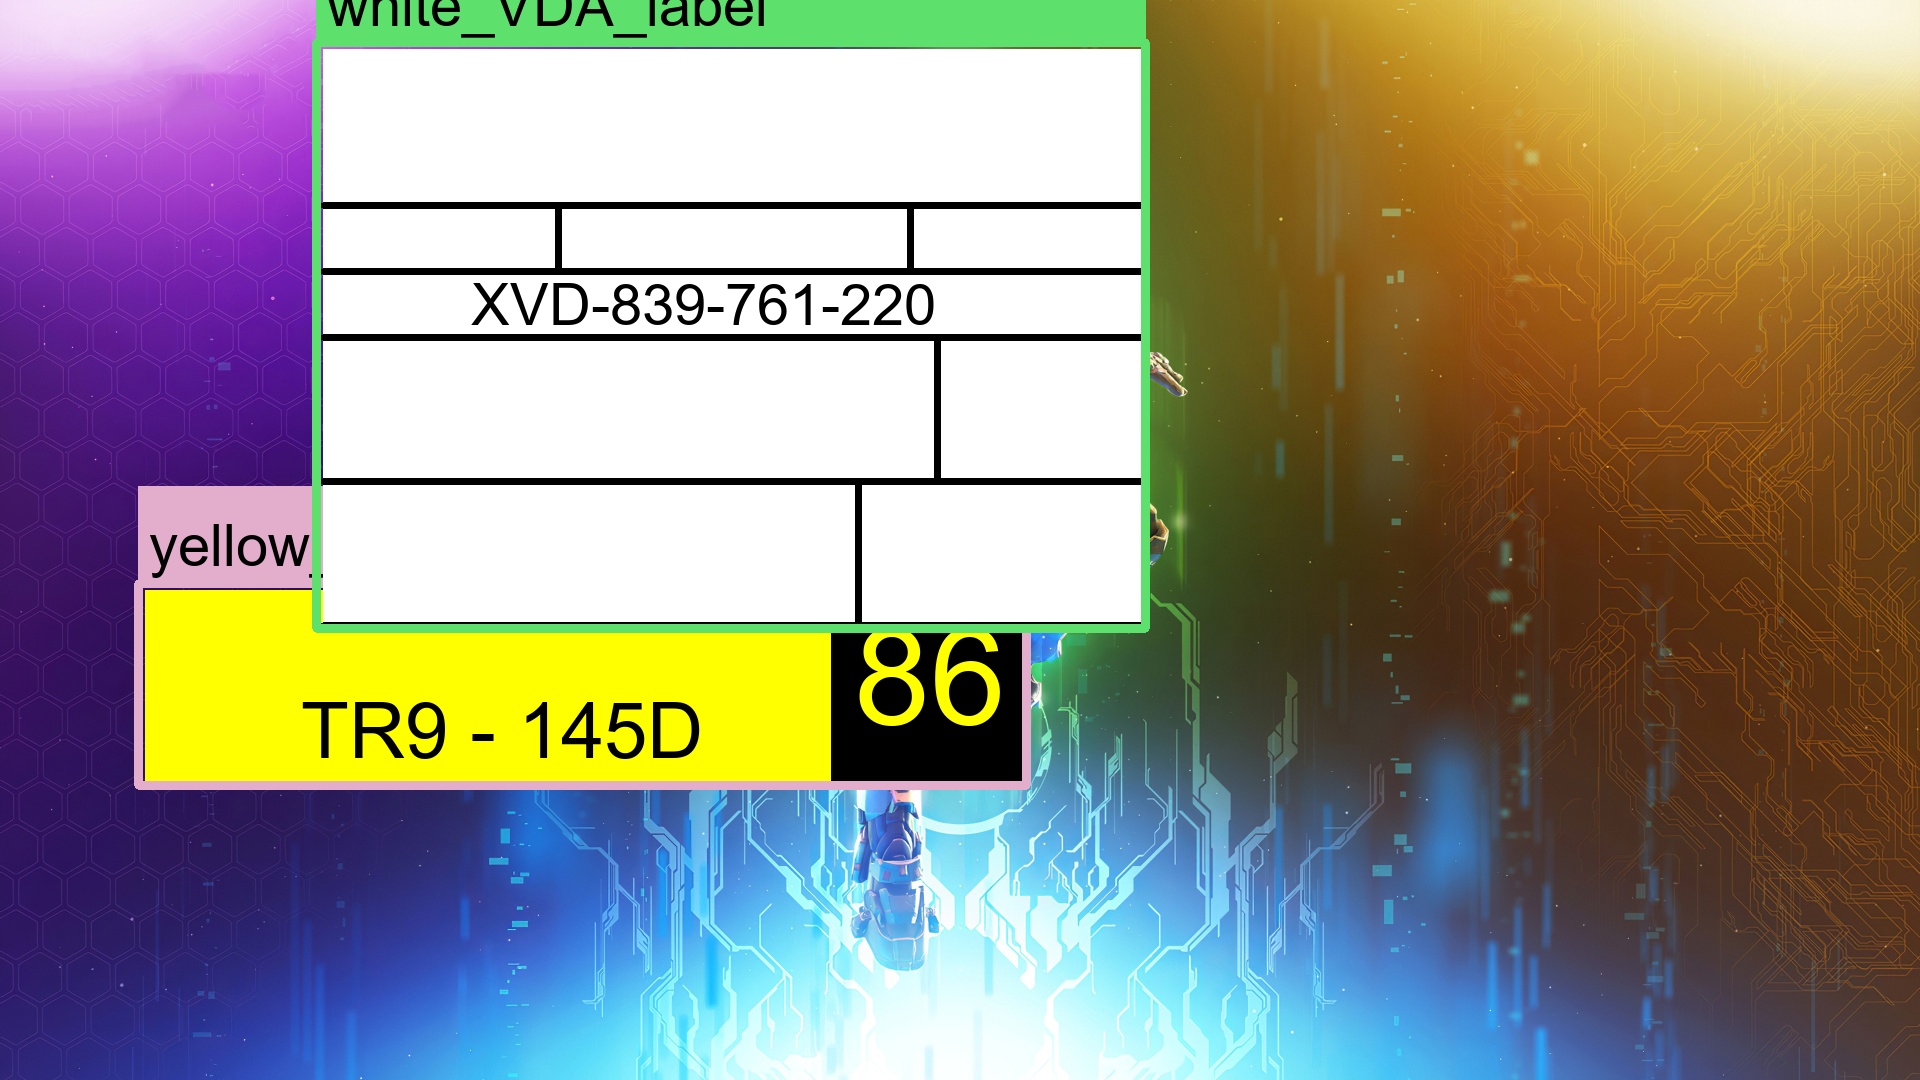 white_VDA_label
XVD-839-761-220
yellow_
86
TR9 - 145D